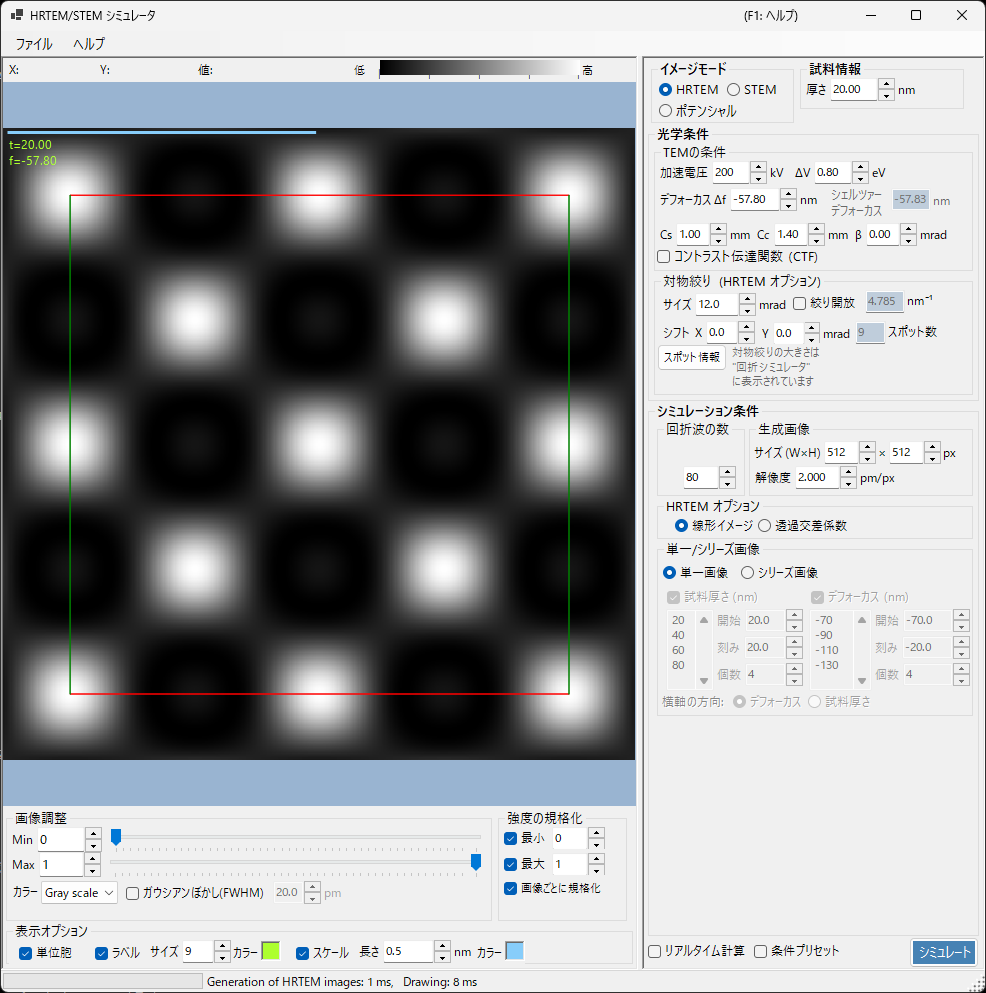 HRTEM/STEM シミュレータ (F1: ヘルプ)
ファイル ヘルプ
X: Y: 値: 低 高
t=20.00
f=-57.80
画像調整
Min 0
Max 1
カラー Gray scale ガウシアンぼかし(FWHM) 20.0 pm
強度の規格化
最小 0
最大 1
画像ごとに規格化
表示オプション
単位胞 ラベル サイズ 9 カラー スケール 長さ 0.5 nm カラー
Generation of HRTEM images: 1 ms, Drawing: 8 ms
イメージモード
HRTEM STEM
ポテンシャル
試料情報
厚さ 20.00 nm
光学条件
TEMの条件
加速電圧 200 kV ΔV 0.80 eV
デフォーカス Δf -57.80 nm シェルツァー
デフォーカス -57.83 nm
Cs 1.00 mm Cc 1.40 mm β 0.00 mrad
コントラスト伝達関数 (CTF)
対物絞り (HRTEM オプション)
サイズ 12.0 mrad 絞り開放 4.785 nm⁻¹
シフト X 0.0 Y 0.0 mrad 9 スポット数
スポット情報
対物絞りの大きさは
"回折シミュレータ"
に表示されています
シミュレーション条件
回折波の数
80
生成画像
サイズ (W×H) 512 × 512 px
解像度 2.000 pm/px
HRTEM オプション
線形イメージ 透過交差係数
単一/シリーズ画像
単一画像 シリーズ画像
試料厚さ (nm)
20
40
60
80
開始 20.0
刻み 20.0
個数 4
デフォーカス (nm)
-70
-90
-110
-130
開始 -70.0
刻み -20.0
個数 4
横軸の方向: デフォーカス 試料厚さ
リアルタイム計算 条件プリセット シミュレート